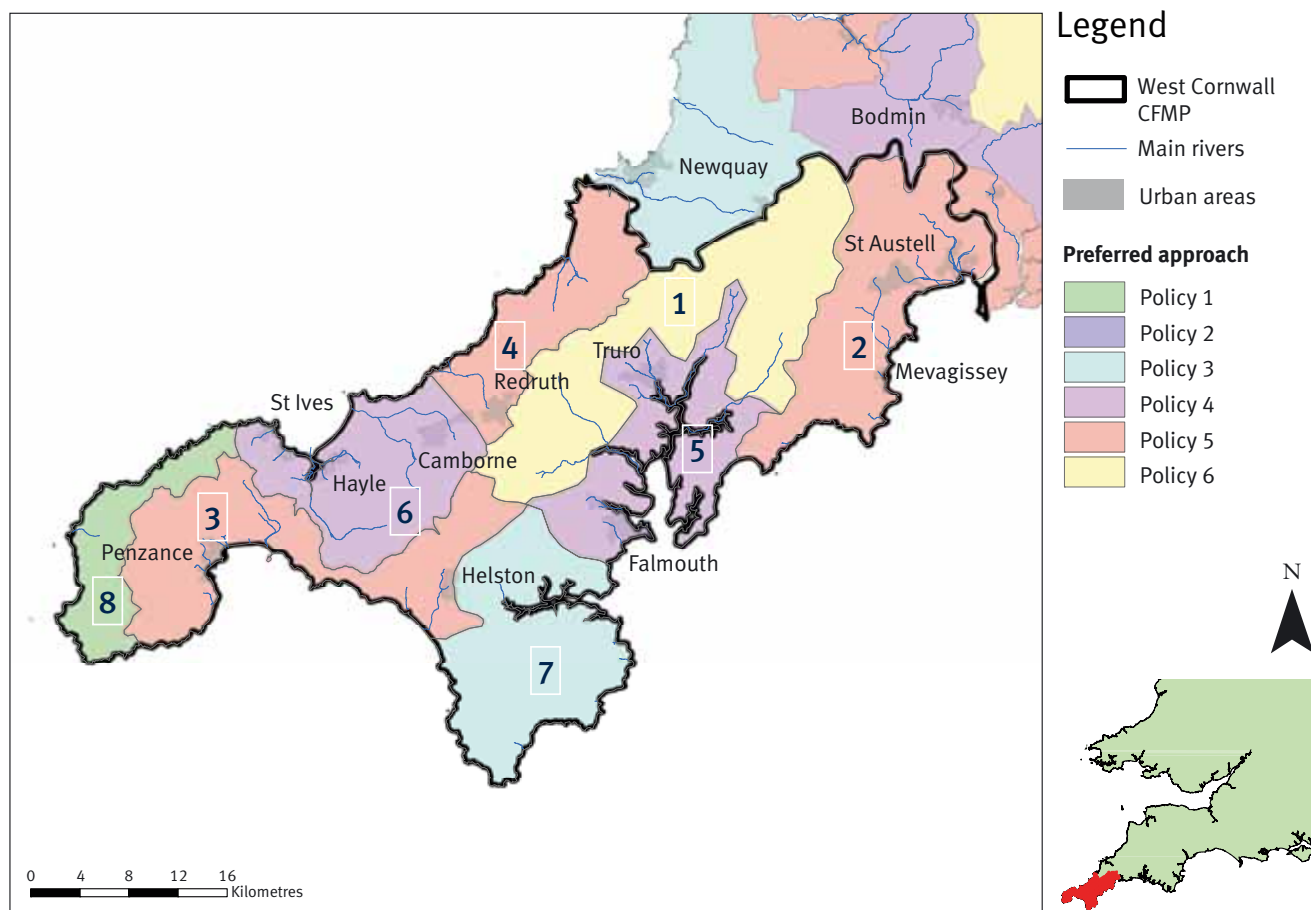 Bodmin
Newquay
St Austell
1
4
2
Truro
Mevagissey
Redruth
St Ives
5
Camborne
Hayle
6
3
Penzance
Falmouth
Helston
8
7
0 4 8 12 16
Kilometres
Legend
West Cornwall
CFMP
Main rivers
Urban areas
Preferred approach
Policy 1
Policy 2
Policy 3
Policy 4
Policy 5
Policy 6
N